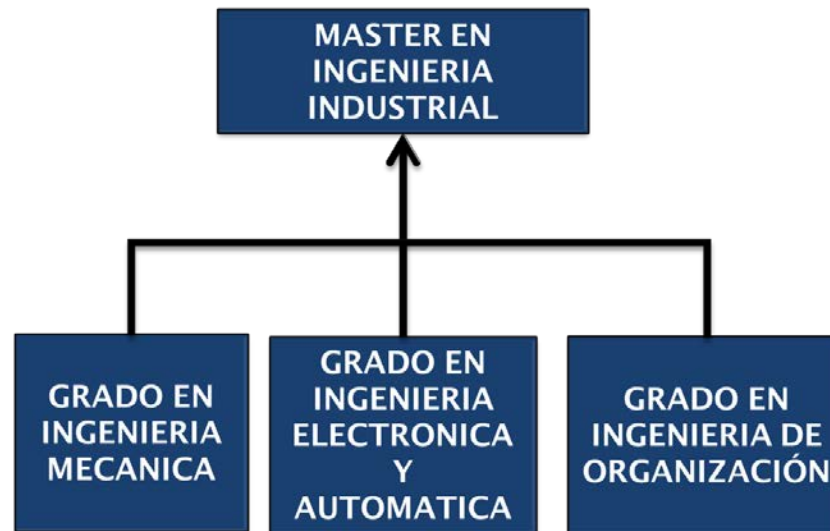 MASTER EN
INGENIERIA
INDUSTRIAL
GRADO EN
INGENIERIA
MECANICA
GRADO EN
INGENIERIA
ELECTRONICA
Y
AUTOMATICA
GRADO EN
INGENIERIA DE
ORGANIZACIÓN